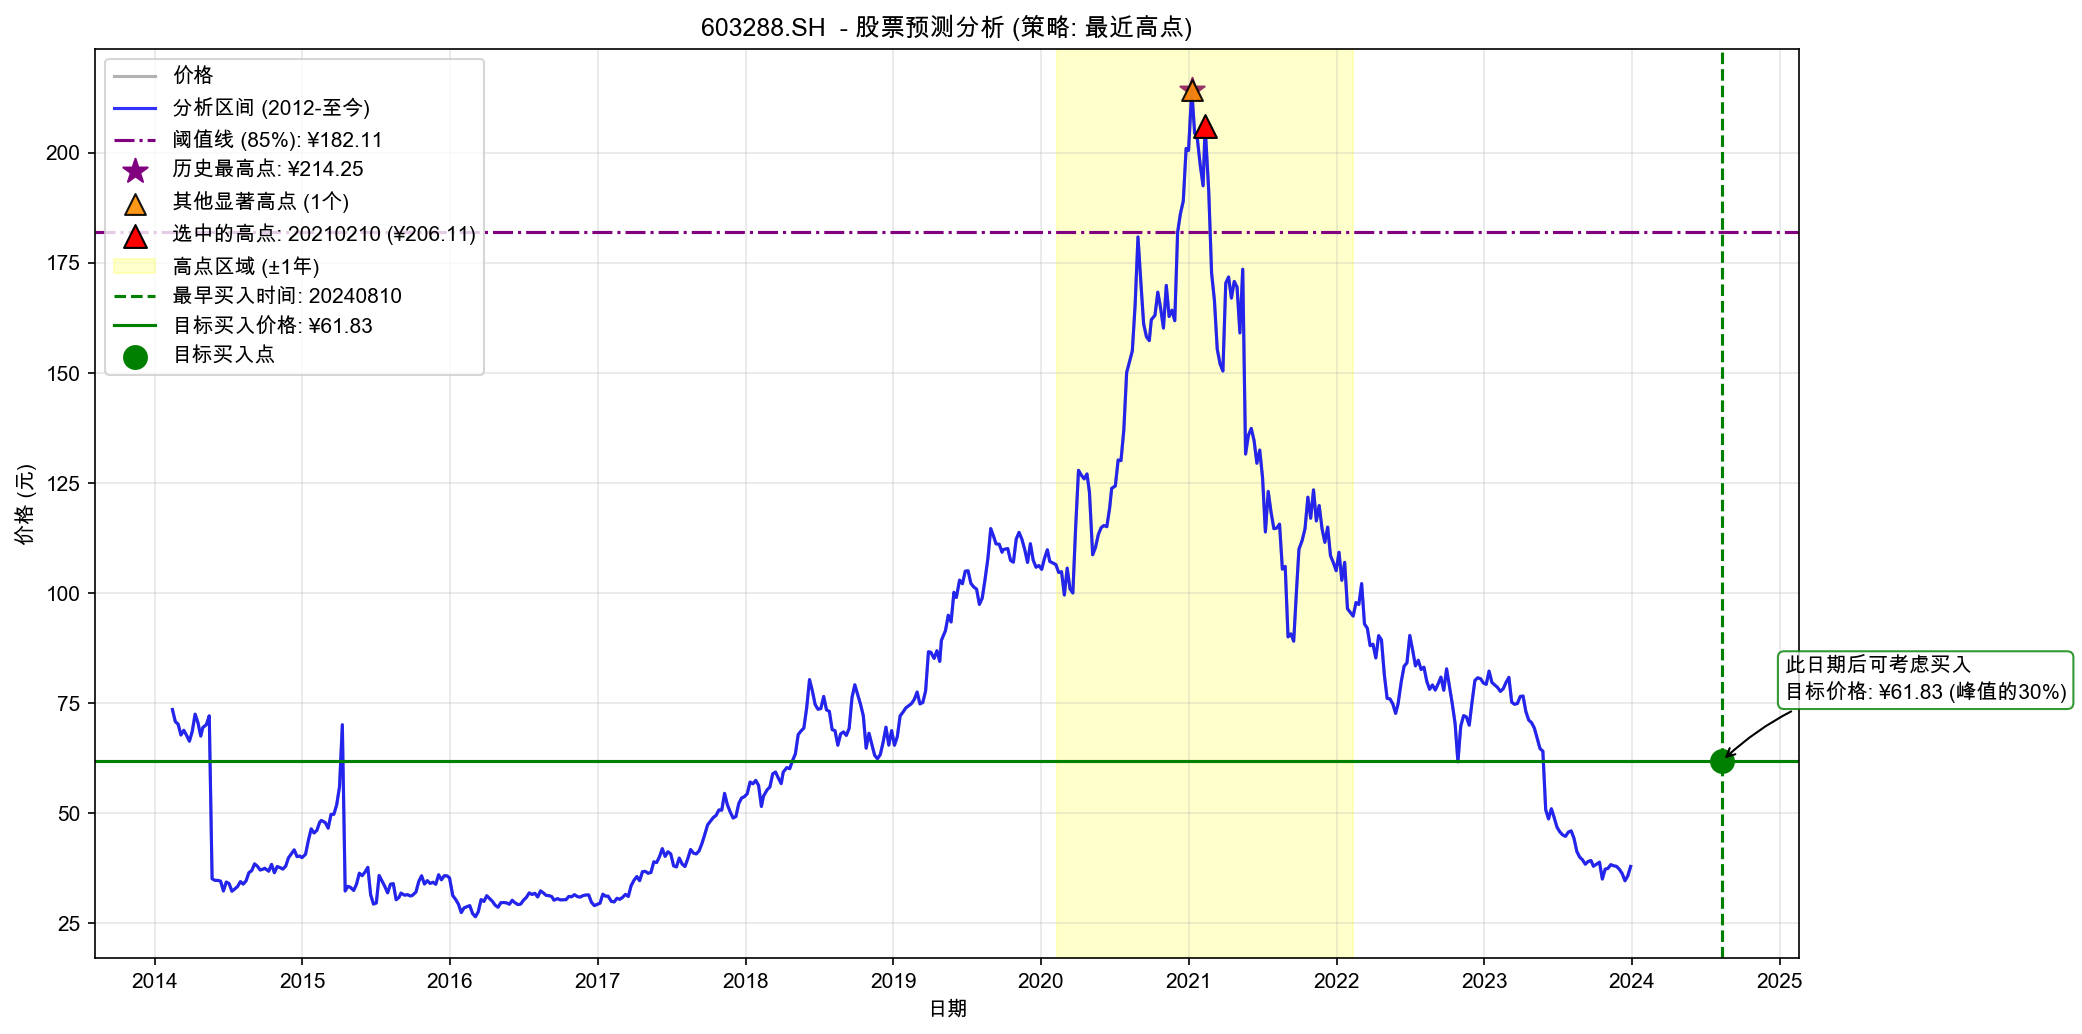 603288.SH - 股票预测分析 (策略: 最近高点)
价格
分析区间 (2012-至今)
阈值线 (85%): ¥182.11
历史最高点: ¥214.25
其他显著高点 (1个)
选中的高点: 20210210 (¥206.11)
高点区域 (±1年)
最早买入时间: 20240810
目标买入价格: ¥61.83
目标买入点
价格 (元)
200
175
150
125
100
75
50
25
此日期后可考虑买入
目标价格: ¥61.83 (峰值的30%)
2014 2015 2016 2017 2018 2019 2020 2021 2022 2023 2024 2025
日期